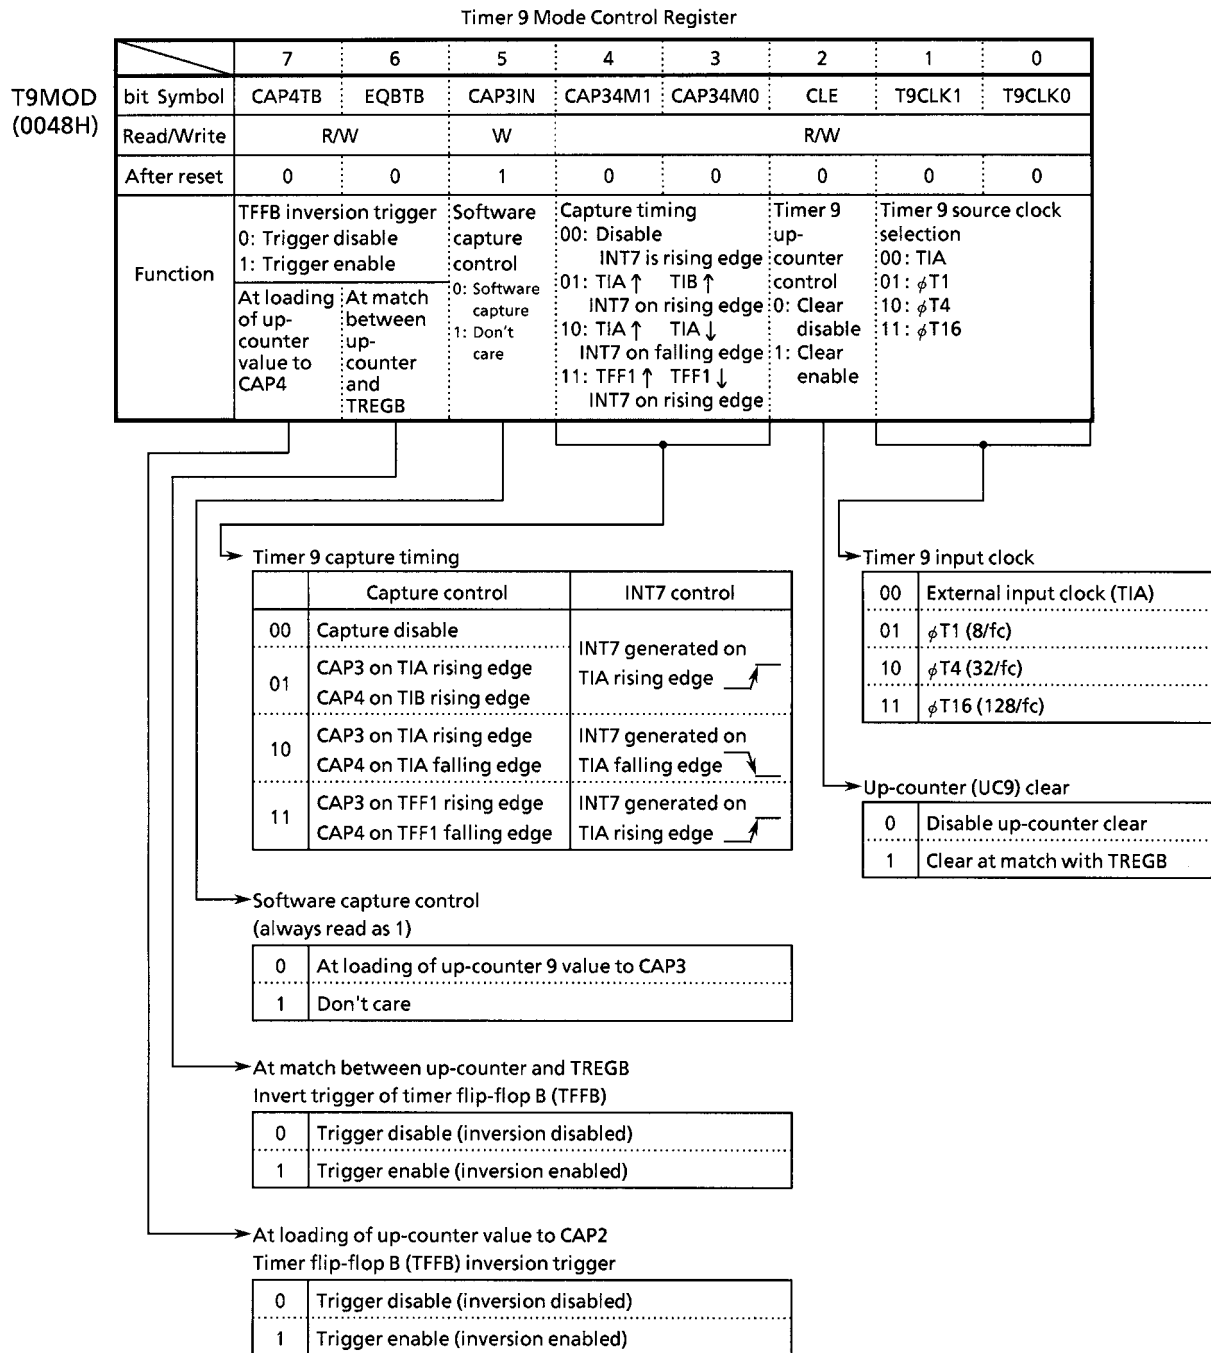 Timer 9 Mode Control Register
7 6 5 4 3 2 1 0
T9MOD
(0048H)
bit Symbol CAP4TB EQBTB CAP3IN CAP34M1 CAP34M0 CLE T9CLK1 T9CLK0
Read/Write R/W W R/W
After reset 0 0 1 0 0 0 0 0
Function
TFFB inversion trigger
0: Trigger disable
1: Trigger enable
At loading
of up-
counter
value to
CAP4
At match
between
up-
counter
and
TREGB
Software
capture
control
0: Software
capture
1: Don't
care
Capture timing
00: Disable
INT7 is rising edge
01: TIA↑ TIB↑
INT7 on rising edge
10: TIA↑ TIA↓
INT7 on falling edge
11: TFF1↑ TFF1↓
INT7 on rising edge
Timer 9
up-
counter
control
0: Clear
disable
1: Clear
enable
Timer 9 source clock
selection
00: TIA
01: φT1
10: φT4
11: φT16
Timer 9 capture timing
Capture control INT7 control
00 Capture disable
01 CAP3 on TIA rising edge
CAP4 on TIB rising edge
INT7 generated on
TIA rising edge
10 CAP3 on TIA rising edge
CAP4 on TIA falling edge
INT7 generated on
TIA falling edge
11 CAP3 on TFF1 rising edge
CAP4 on TFF1 falling edge
INT7 generated on
TIA rising edge
Timer 9 input clock
00 External input clock (TIA)
01 φT1 (8/fc)
10 φT4 (32/fc)
11 φT16 (128/fc)
Up-counter (UC9) clear
0 Disable up-counter clear
1 Clear at match with TREGB
Software capture control
(always read as 1)
0 At loading of up-counter 9 value to CAP3
1 Don't care
At match between up-counter and TREGB
Invert trigger of timer flip-flop B (TFFB)
0 Trigger disable (inversion disabled)
1 Trigger enable (inversion enabled)
At loading of up-counter value to CAP2
Timer flip-flop B (TFFB) inversion trigger
0 Trigger disable (inversion disabled)
1 Trigger enable (inversion enabled)